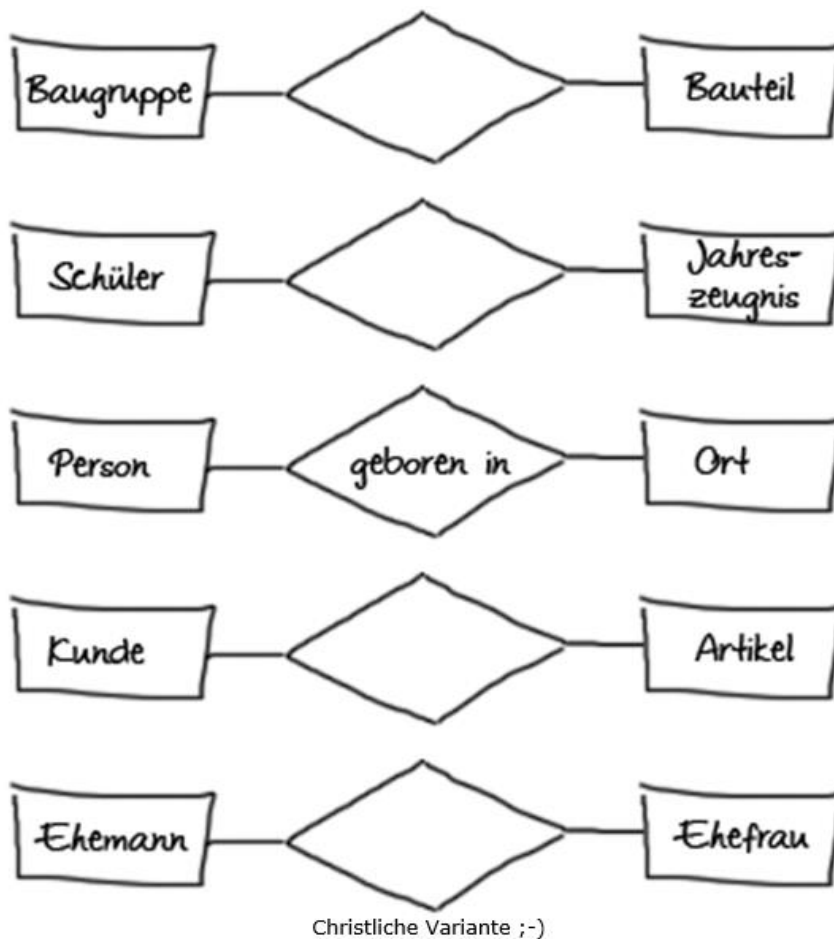 Baugruppe
Bauteil
Schüler
Jahres-
zeugnis
Person
geboren in
Ort
Kunde
Artikel
Ehemann
Ehefrau
Christliche Variante ;-)